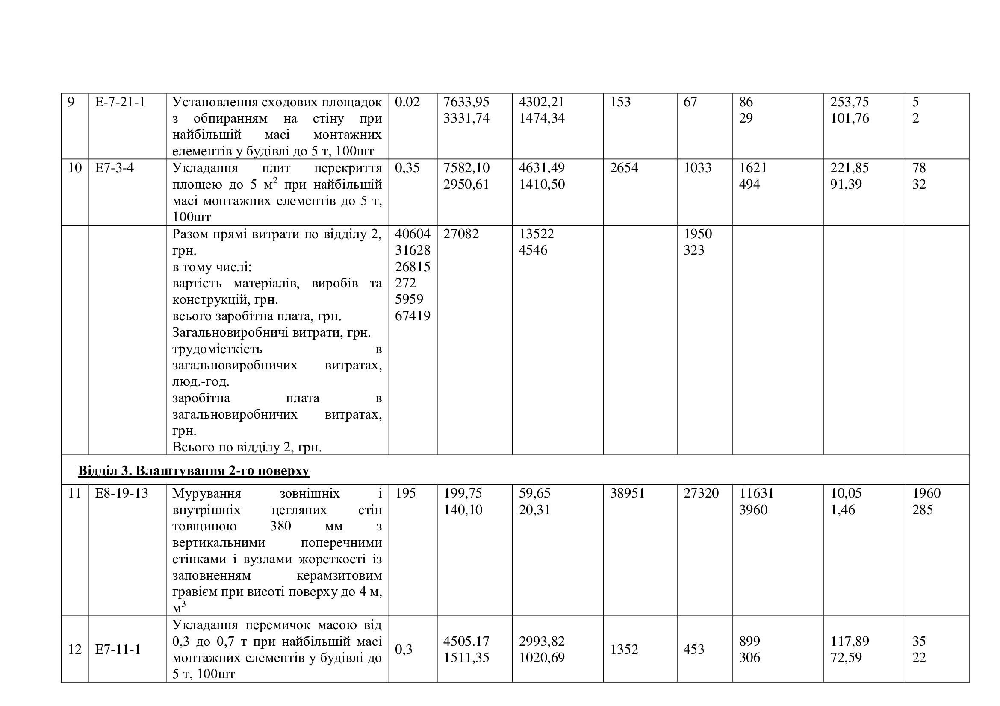 9 Е-7-21-1 Установлення сходових площадок 0.02 7633,95 4302,21 153 67 86 253,75 5
з обпиранням на стіну при 3331,74 1474,34 29 101,76 2
найбільшій масі монтажних
елементів у будівлі до 5 т, 100шт
10 Е7-3-4 Укладання плит перекриття 0,35 7582,10 4631,49 2654 1033 1621 221,85 78
площею до 5 м² при найбільшій 2950,61 1410,50 494 91,39 32
масі монтажних елементів до 5 т,
100шт
Разом прямі витрати по відділу 2, 40604 27082 13522 1950
грн. 31628 4546 323
в тому числі: 26815
вартість матеріалів, виробів та 272
конструкцій, грн. 5959
всього заробітна плата, грн. 67419
Загальновиробничі витрати, грн.
трудомісткість в
загальновиробничих витратах,
люд.-год.
заробітна плата в
загальновиробничих витратах,
грн.
Всього по відділу 2, грн.
Відділ 3. Влаштування 2-го поверху
11 Е8-19-13 Мурування зовнішніх і 195 199,75 59,65 38951 27320 11631 10,05 1960
внутрішніх цегляних стін 140,10 20,31 3960 1,46 285
товщиною 380 мм з
вертикальними поперечними
стінками і вузлами жорсткості із
заповненням керамзитовим
гравієм при висоті поверху до 4 м,
м³
Укладання перемичок масою від
0,3 до 0,7 т при найбільшій масі 4505.17 2993,82 899 117,89 35
12 Е7-11-1 0,3 1352 453
монтажних елементів у будівлі до 1511,35 1020,69 306 72,59 22
5 т, 100шт